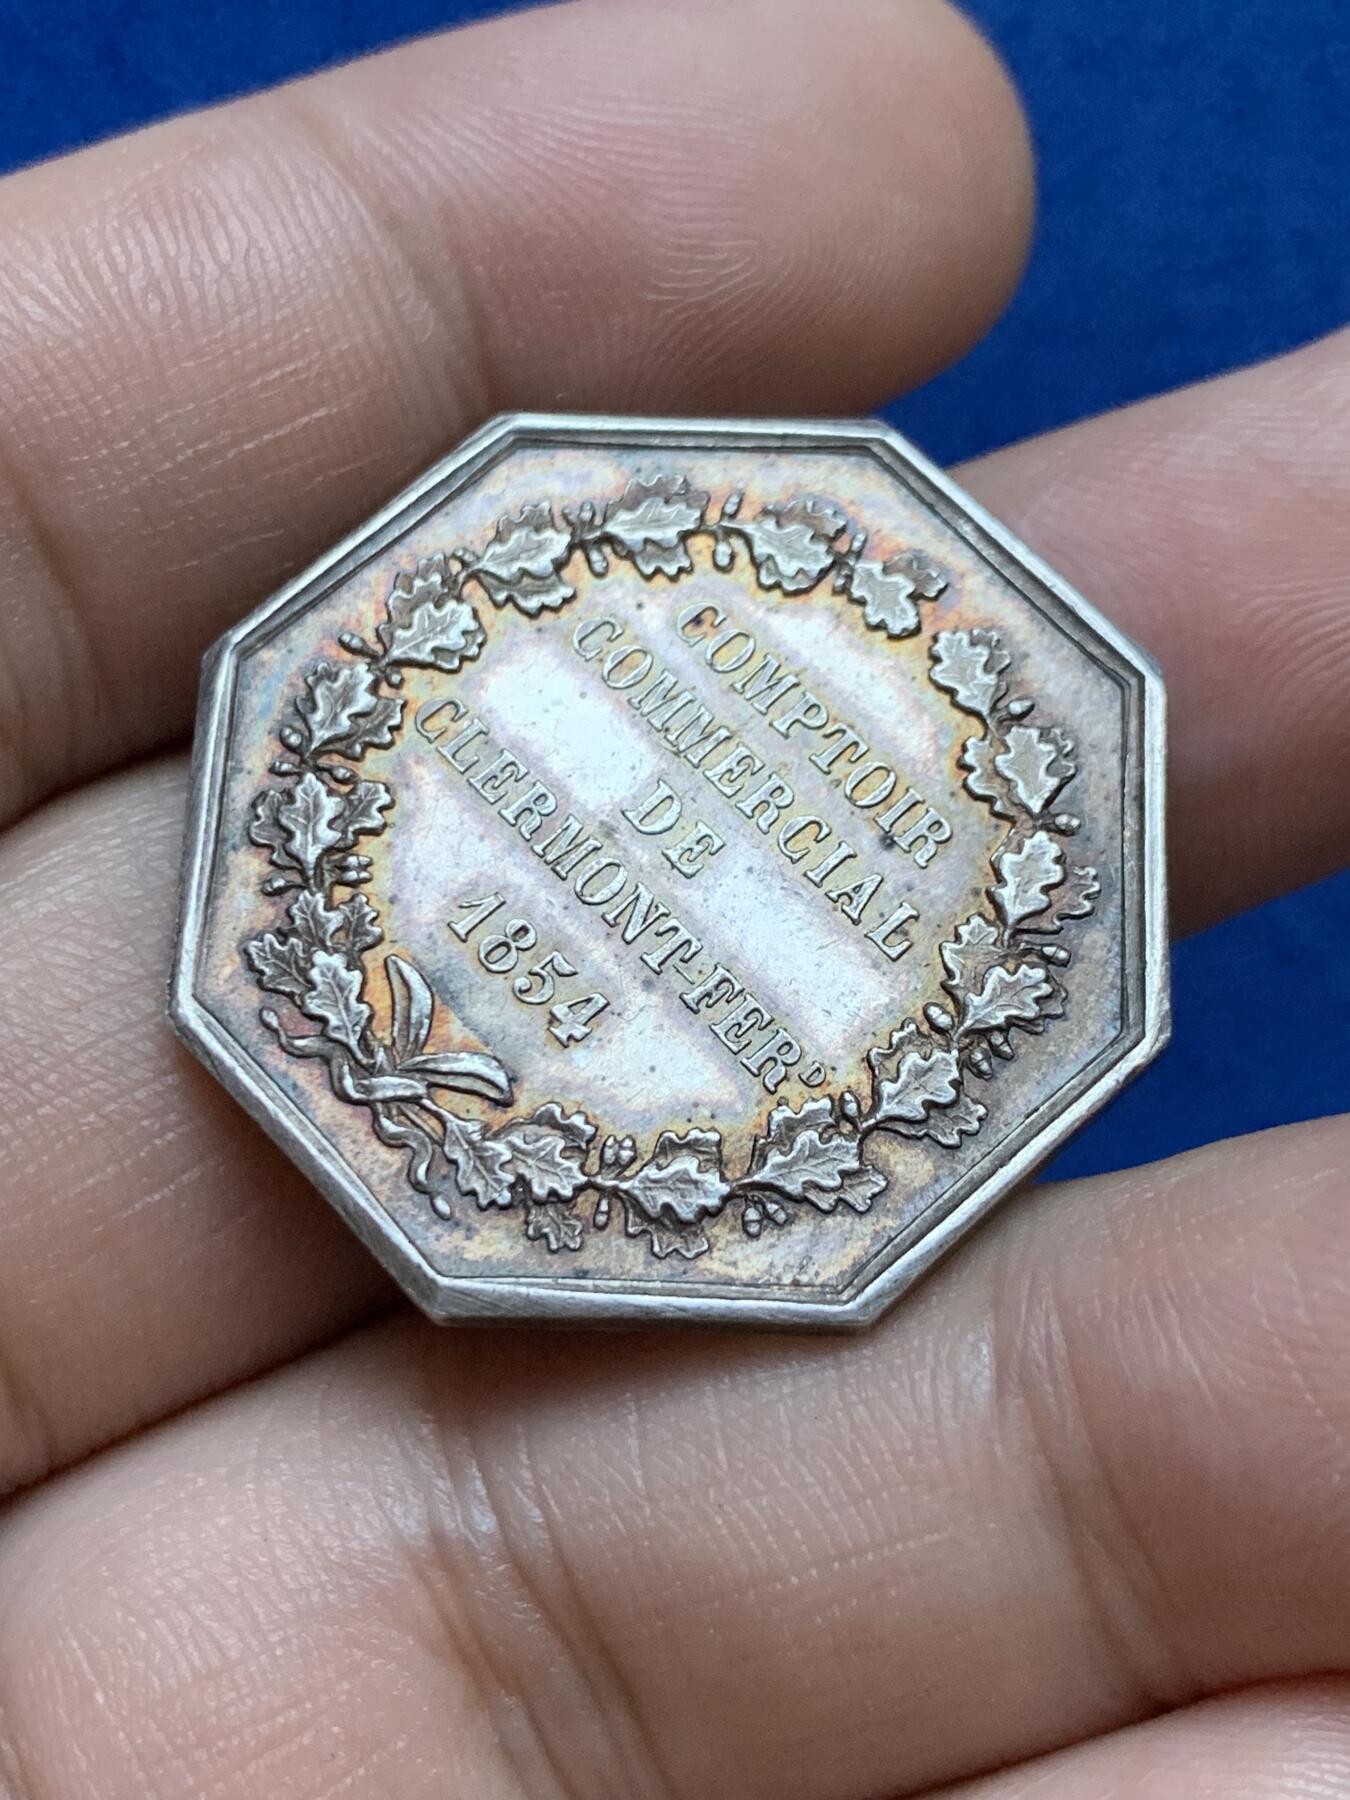 COMPTOIR
COMMERCIAL
DE
CLERMONT-FERD
1854